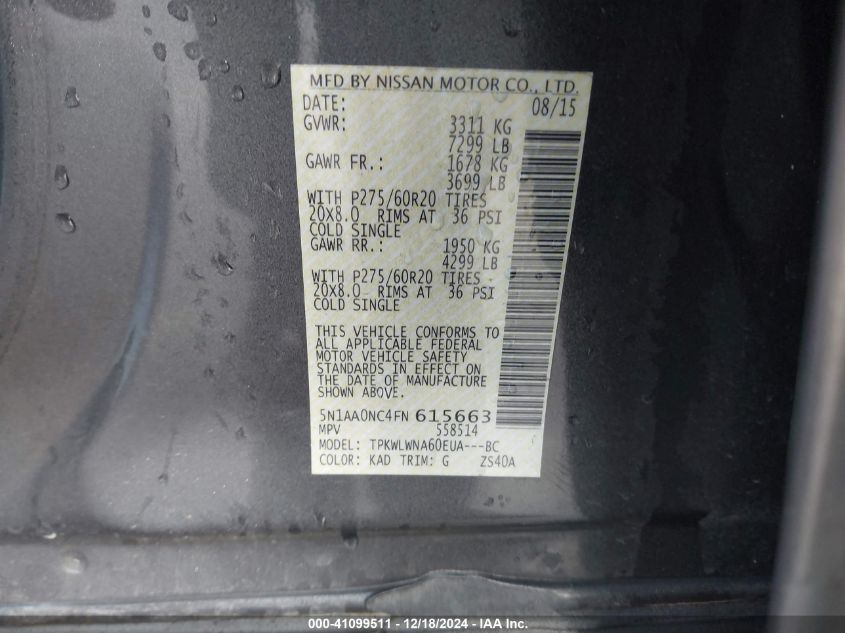 MFD BY NISSAN MOTOR CO., LTD.
DATE: 08/15
GVWR: 3311 KG
7299 LB
GAWR FR.: 1678 KG
3699 LB
WITH P275/60R20 TIRES
20X8.0 RIMS AT 36 PSI
COLD SINGLE
GAWR RR.: 1950 KG
4299 LB
WITH P275/60R20 TIRES
20X8.0 RIMS AT 36 PSI
COLD SINGLE
THIS VEHICLE CONFORMS TO
ALL APPLICABLE FEDERAL
MOTOR VEHICLE SAFETY
STANDARDS IN EFFECT ON
THE DATE OF MANUFACTURE
SHOWN ABOVE.
5N1AA0NC4FN 615663
MPV 558514
MODEL: TPKWLWNA60EUA---BC
COLOR: KAD TRIM: G ZS40A
000-41099511 - 12/18/2024 - IAA Inc.